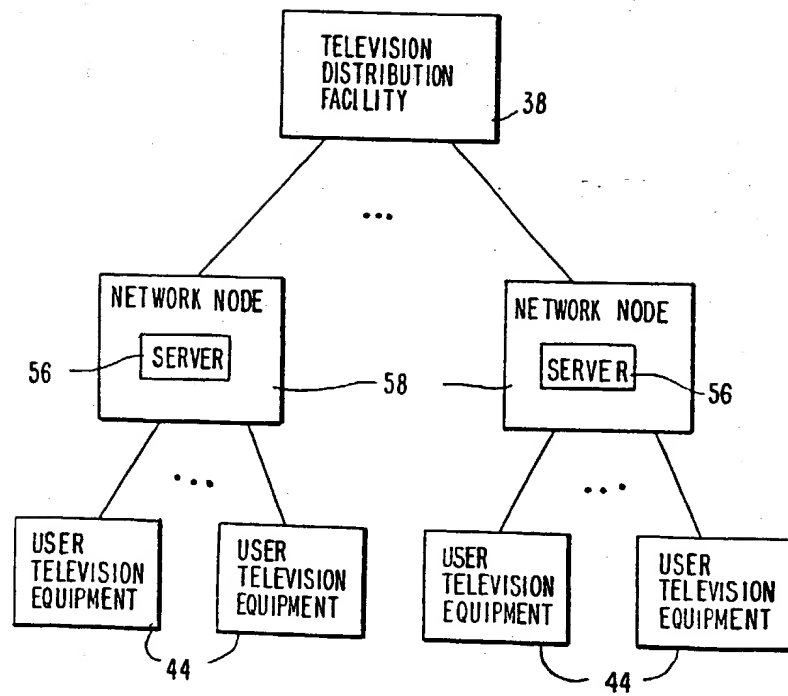 TELEVISION
DISTRIBUTION
FACILITY
38
...
NETWORK NODE
SERVER
56
58
NETWORK NODE
SERVER
56
...
...
USER
TELEVISION
EQUIPMENT
USER
TELEVISION
EQUIPMENT
44
USER
TELEVISION
EQUIPMENT
USER
TELEVISION
EQUIPMENT
44